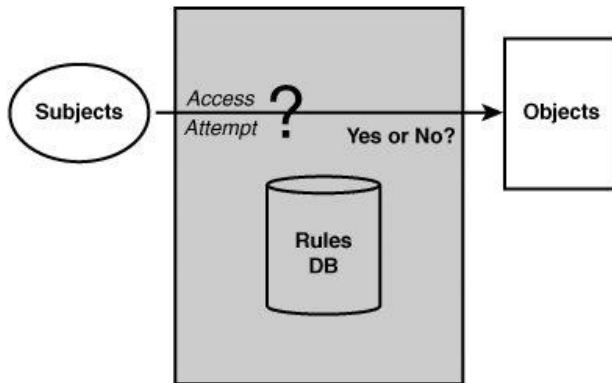 Subjects
Access
Attempt
?
Yes or No?
Objects
Rules
DB